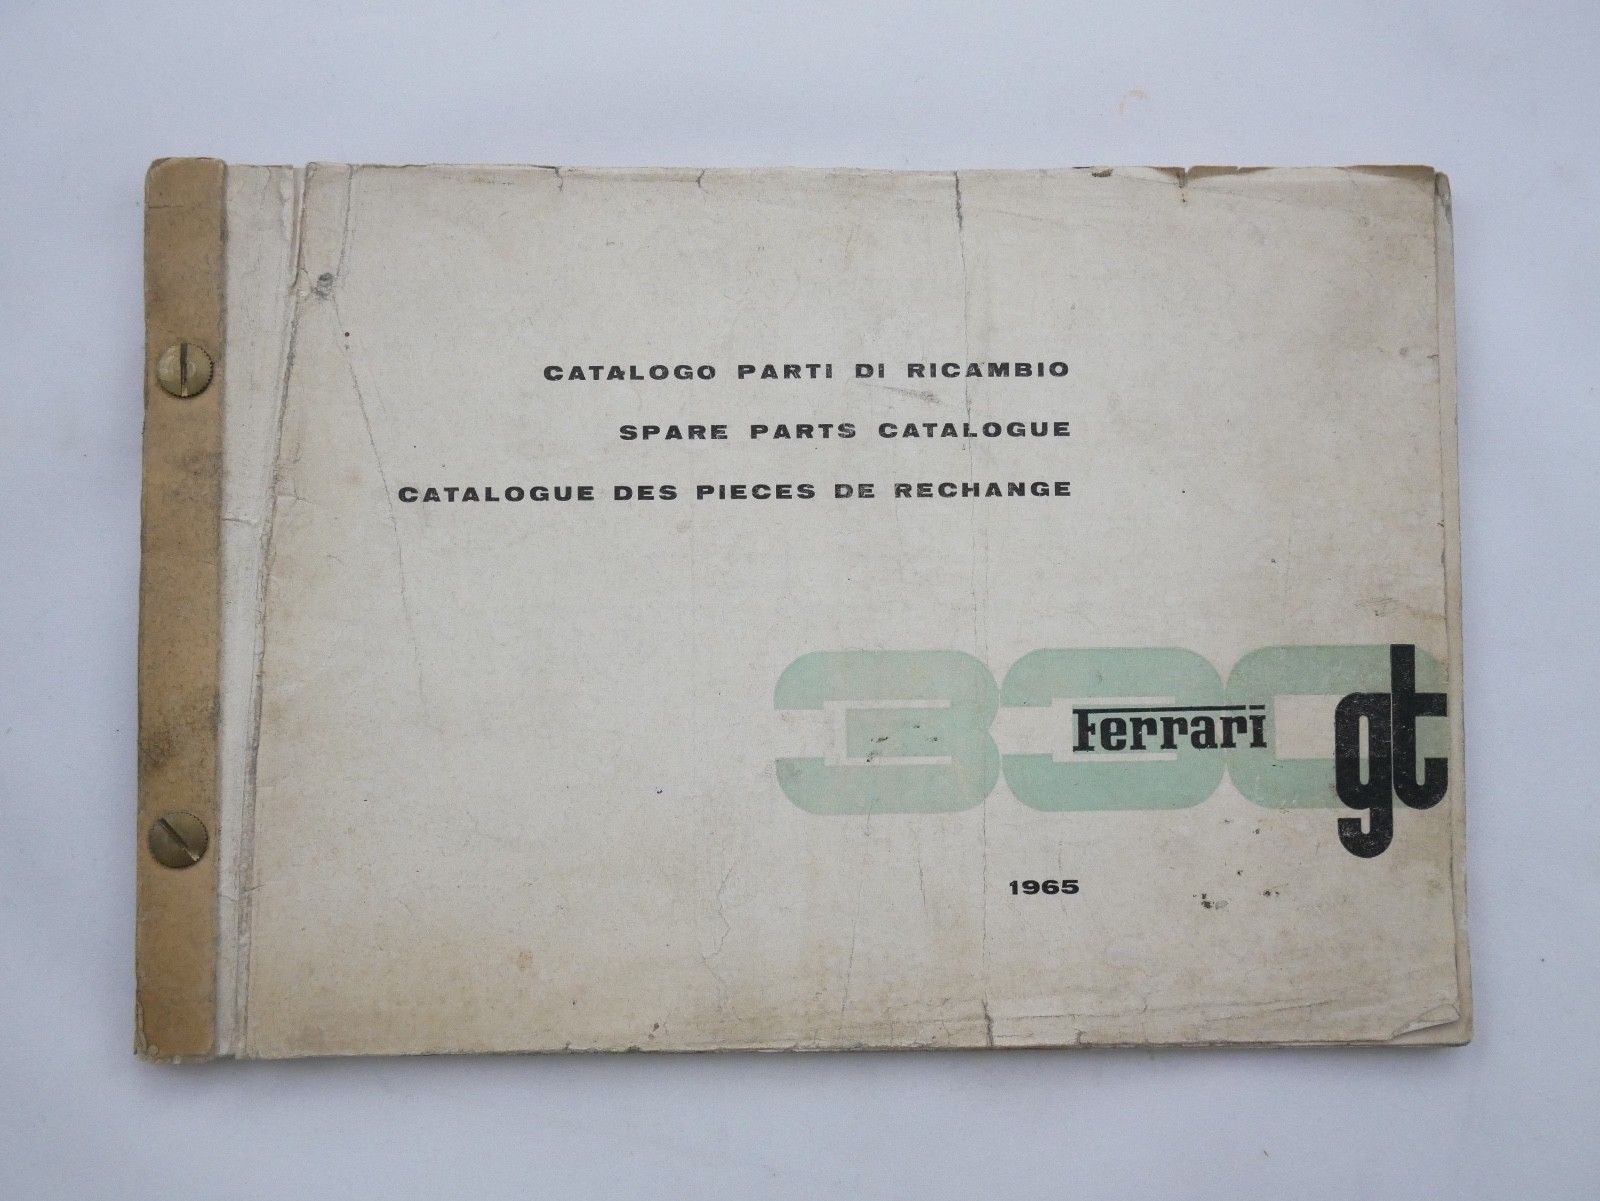 CATALOGO PARTI DI RICAMBIO
SPARE PARTS CATALOGUE
CATALOGUE DES PIECES DE RECHANGE
330 gt
Ferrari
1965